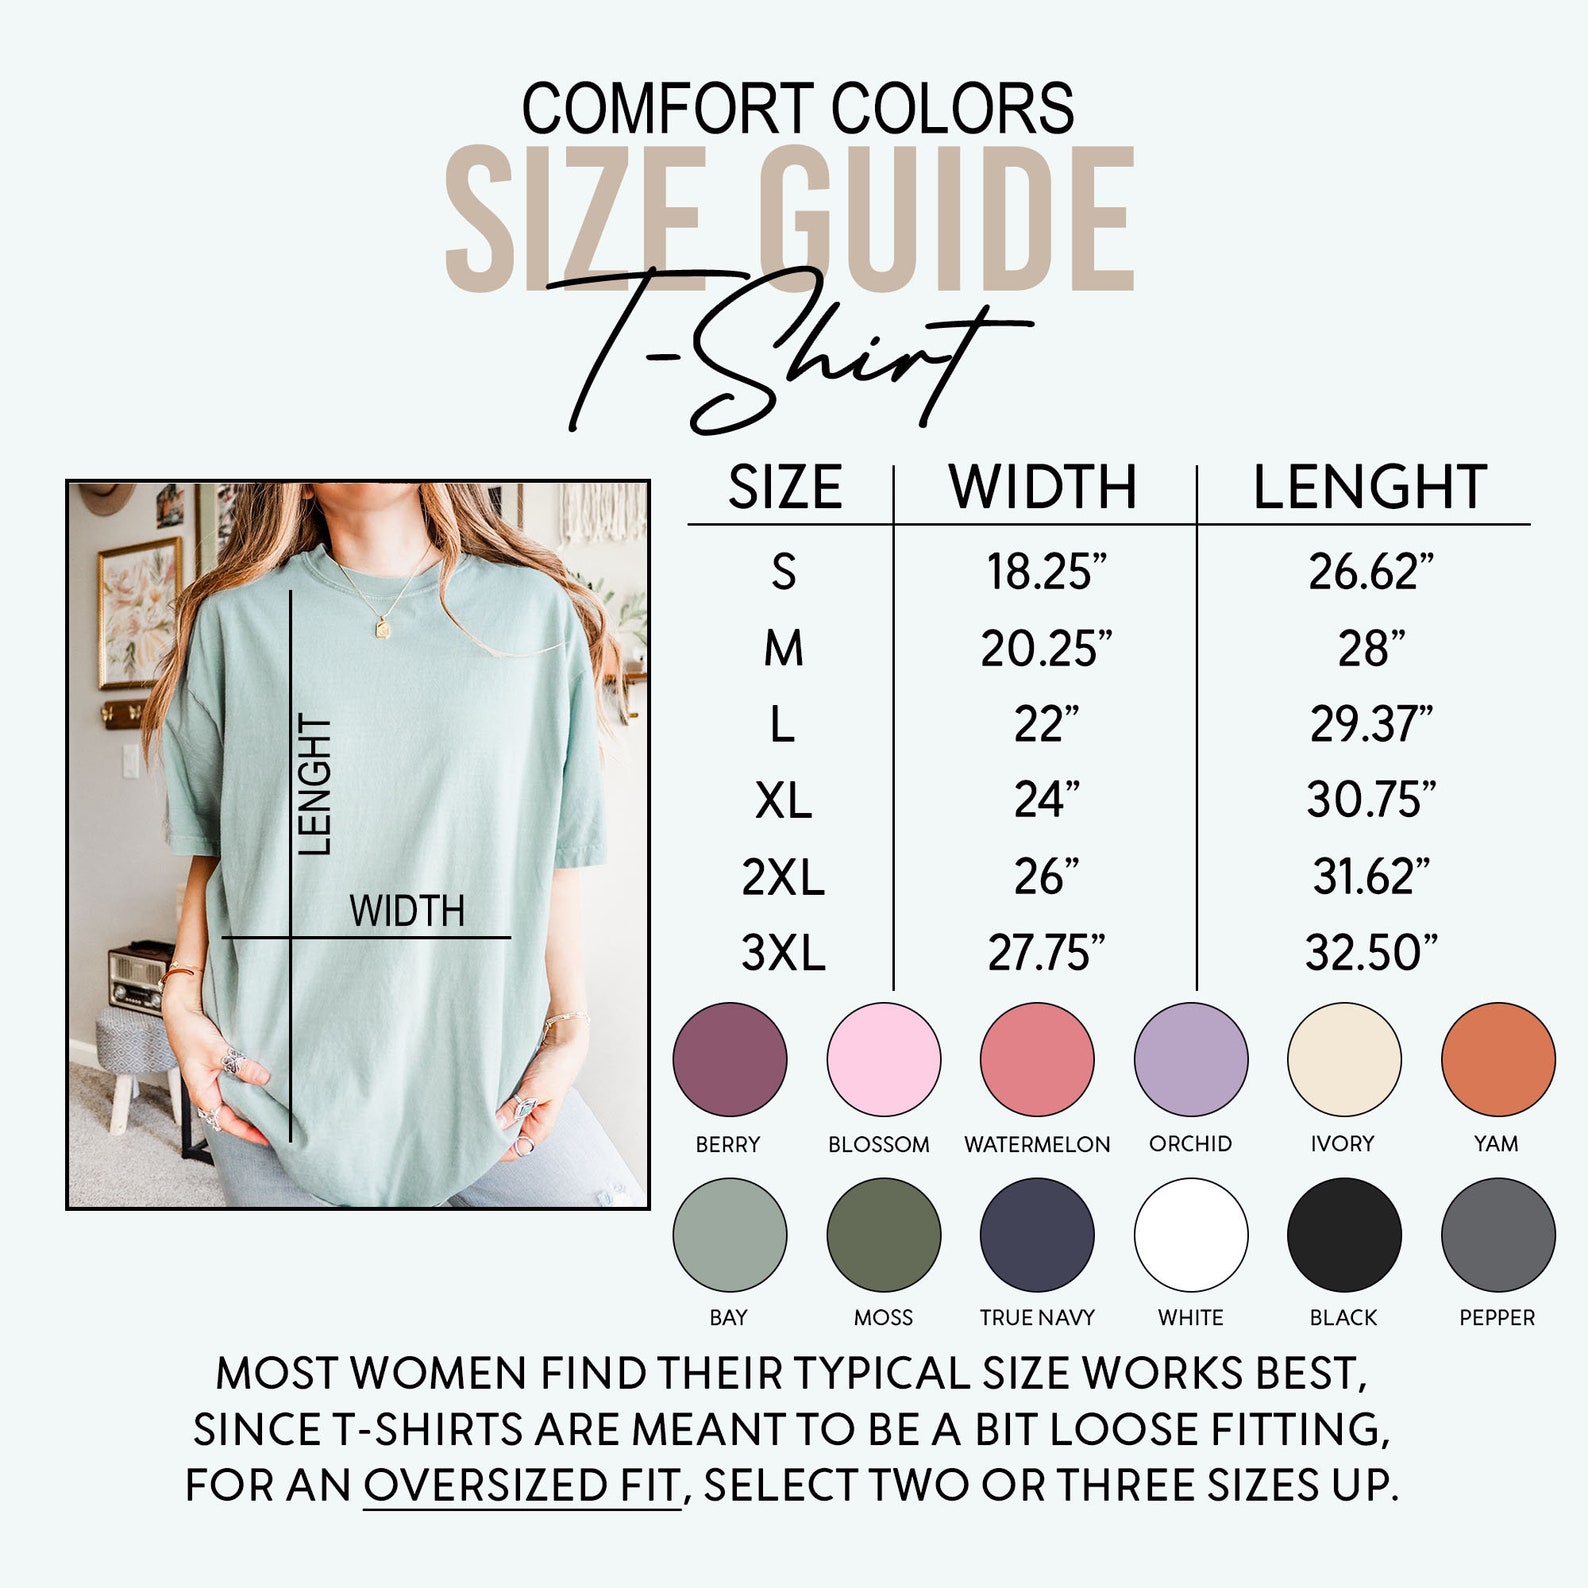 COMFORT COLORS
SIZE GUIDE
T-Shirt
SIZE WIDTH LENGHT
S 18.25” 26.62”
M 20.25” 28”
L 22” 29.37”
XL 24” 30.75”
2XL 26” 31.62”
3XL 27.75” 32.50”
LENGHT
WIDTH
BERRY BLOSSOM WATERMELON ORCHID IVORY YAM
BAY MOSS TRUE NAVY WHITE BLACK PEPPER
MOST WOMEN FIND THEIR TYPICAL SIZE WORKS BEST,
SINCE T-SHIRTS ARE MEANT TO BE A BIT LOOSE FITTING,
FOR AN OVERSIZED FIT, SELECT TWO OR THREE SIZES UP.